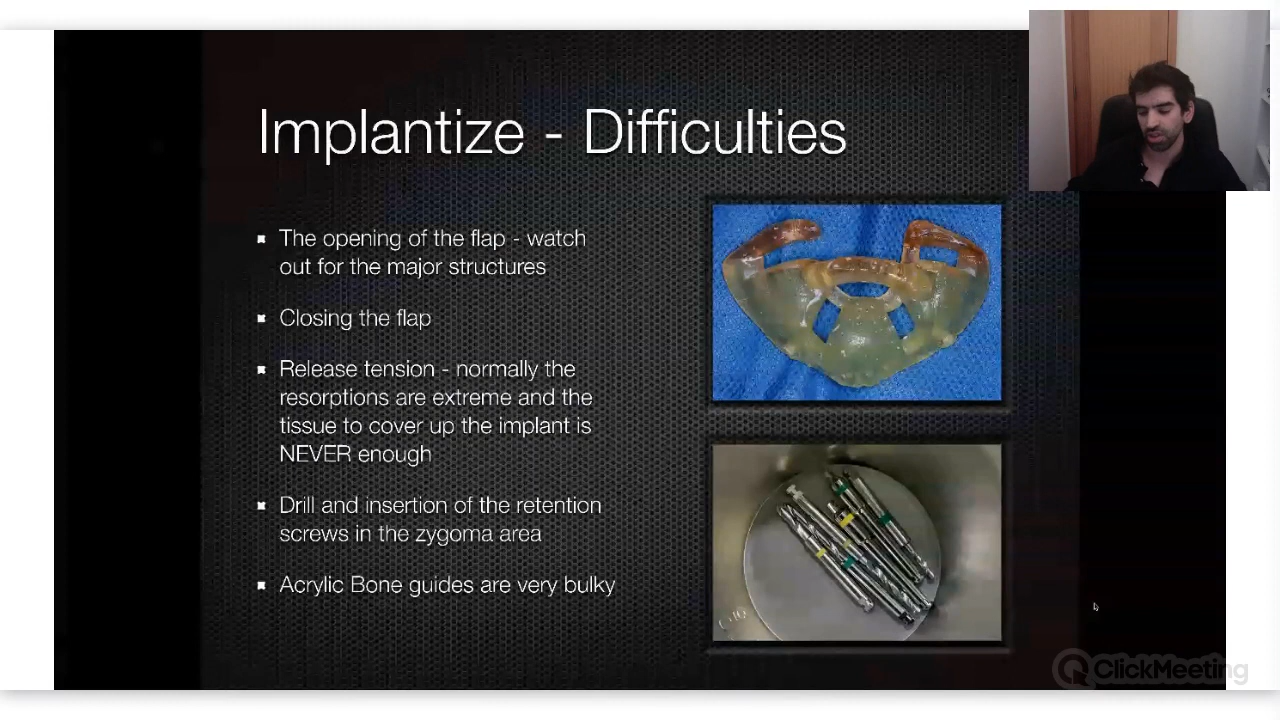 Implantize - Difficulties
The opening of the flap - watch
out for the major structures
Closing the flap
Release tension - normally the
resorptions are extreme and the
tissue to cover up the implant is
NEVER enough
Drill and insertion of the retention
screws in the zygoma area
Acrylic Bone guides are very bulky
ClickMeeting